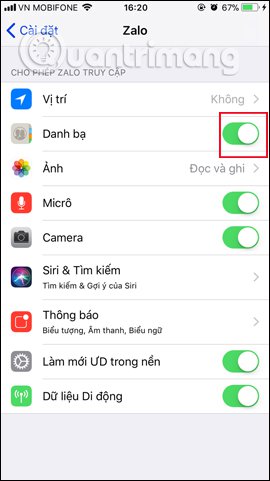 VN MOBIFONE 16:20 67%
Cài đặt Zalo
Quantrimang
CHO PHÉP ZALO TRUY CẬP
Vị trí Không
Danh bạ
Ảnh Đọc và ghi
Micrô
Camera
Siri & Tìm kiếm
Tìm kiếm & Gợi ý của Siri
Thông báo
Biểu tượng, Âm thanh, Biểu ngữ
Làm mới ƯD trong nền
Dữ liệu Di động